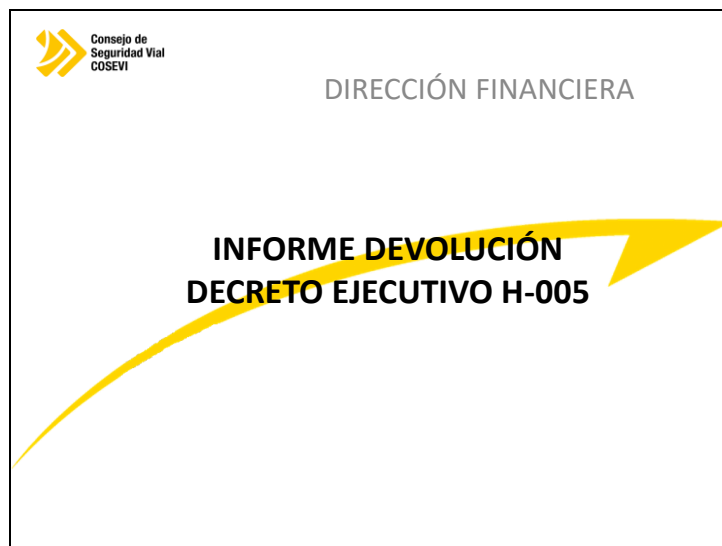 Consejo de
Seguridad Vial
COSEVI
DIRECCIÓN FINANCIERA
INFORME DEVOLUCIÓN
DECRETO EJECUTIVO H-005